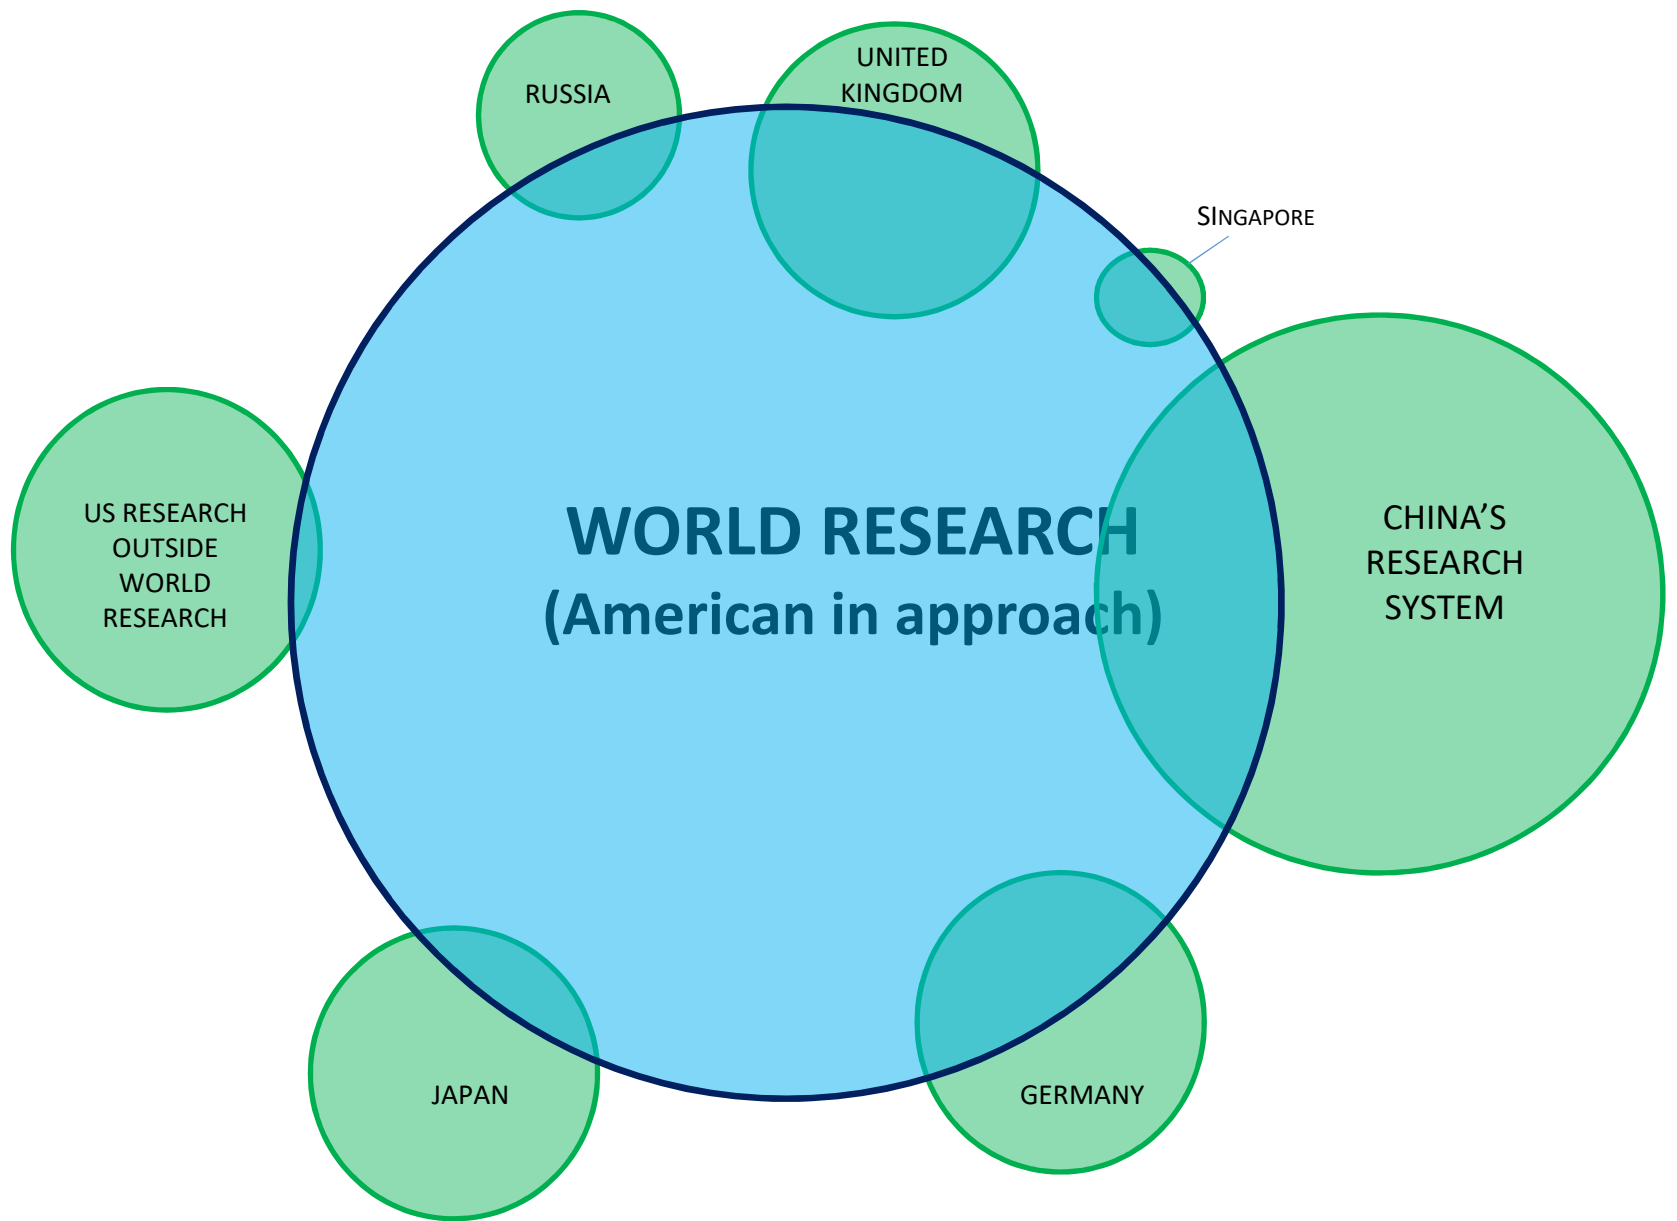 RUSSIA
UNITED
KINGDOM
SINGAPORE
US RESEARCH
OUTSIDE
WORLD
RESEARCH
WORLD RESEARCH
(American in approach)
CHINA’S
RESEARCH
SYSTEM
JAPAN
GERMANY